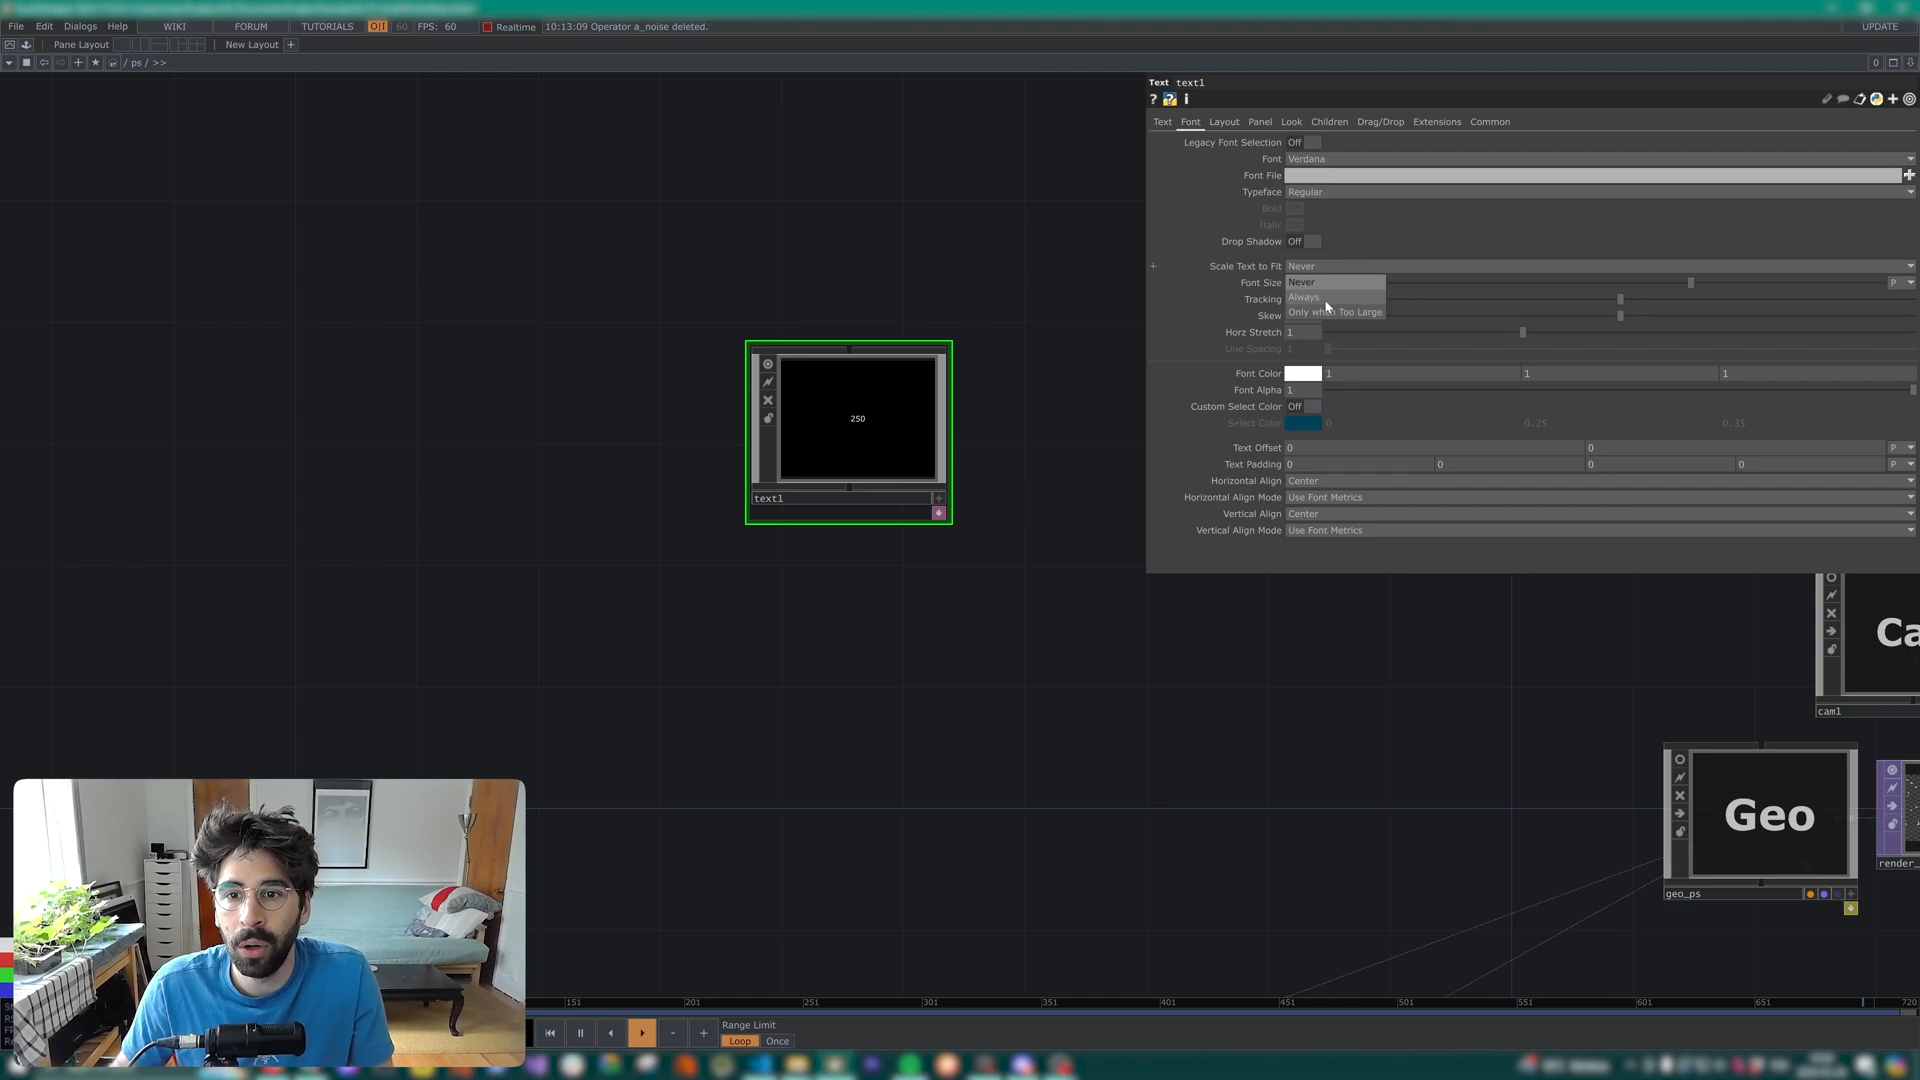 File Edit Dialogs Help WIKI FORUM TUTORIALS O|I 60 FPS: 60 Realtime 10:13:09 Operator a_noise deleted. UPDATE
Pane Layout New Layout +
/ ps / >> 0
Text text1
? ? i
Text Font Layout Panel Look Children Drag/Drop Extensions Common
Legacy Font Selection Off
Font Verdana
Font File
Typeface Regular
Bold Off
Italic Off
Drop Shadow Off
+ Scale Text to Fit Never
Font Size Never P
Tracking Always
Skew Only when Too Large
Horz Stretch 1
Line Spacing 1
Font Color 1 1 1
Font Alpha 1
Custom Select Color Off
Select Color 0 0.25 0.35
Text Offset 0 0 P
Text Padding 0 0 0 0 P
Horizontal Align Center
Horizontal Align Mode Use Font Metrics
Vertical Align Center
Vertical Align Mode Use Font Metrics
250
text1
cam1
Geo
geo_ps
render_
151 201 251 301 351 401 451 501 551 601 651 720
Range Limit
Loop Once